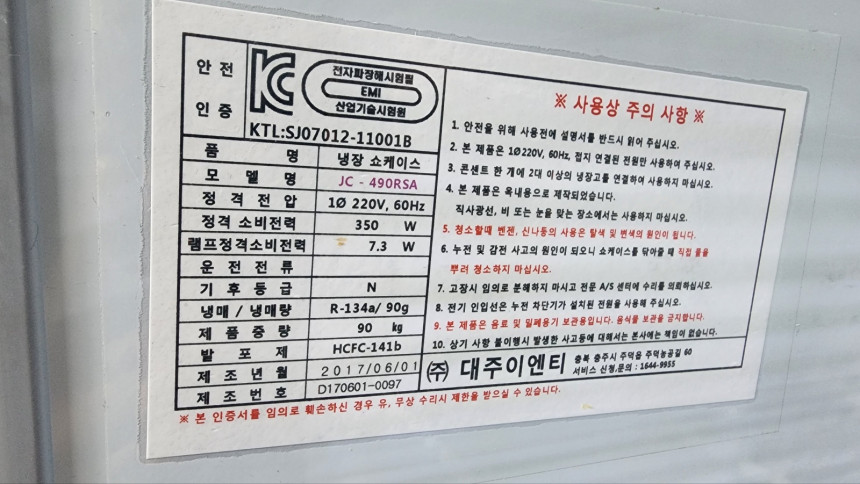 안전
인증
KC
전자파장해시험필
EMI
산업기술시험원
KTL:SJ07012-11001B
품 명 냉장 쇼케이스
모 델 명 JC - 490RSA
정 격 전 압 1Ø 220V, 60Hz
정격 소비전력 350 W
램프정격소비전력 7.3 W
운 전 전 류
기 후 등 급 N
냉매 / 냉매량 R-134a/ 90g
제 품 중 량 90 kg
발 포 제 HCFC-141b
제 조 년 월 2017/06/01
제 조 번 호 D170601-0097
※ 사용상 주의 사항 ※
1. 안전을 위해 사용전에 설명서를 반드시 읽어 주십시오.
2. 본 제품은 1Ø220V, 60Hz, 접지 연결된 전원만 사용하여 주십시오.
3. 콘센트 한 개에 2대 이상의 냉장고를 연결하여 사용하지 마십시오.
4. 본 제품은 옥내용으로 제작되었습니다.
직사광선, 비 또는 눈을 맞는 장소에서는 사용하지 마십시오.
5. 청소할때 벤젠, 신나등의 사용은 탈색 및 변색의 원인이 됩니다.
6. 누전 및 감전 사고의 원인이 되오니 쇼케이스를 닦아줄 때 직접 물을
뿌려 청소하지 마십시오.
7. 고장시 임의로 분해하지 마시고 전문 A/S 센터에 수리를 의뢰하십시오.
8. 전기 인입선은 누전 차단기가 설치된 전원을 사용해 주십시오.
9. 본 제품은 음료 및 밀폐용기 보관용입니다. 음식물 보관을 금지합니다.
10. 상기 사항 불이행시 발생한 사고등에 대해서는 본사에는 책임이 없습니다.
㈜ 대주이엔티
충북 충주시 주덕읍 주덕농공길 60
서비스 신청,문의 : 1644-9955
※ 본 인증서를 임의로 훼손하신 경우 유, 무상 수리시 제한을 받으실 수 있습니다.